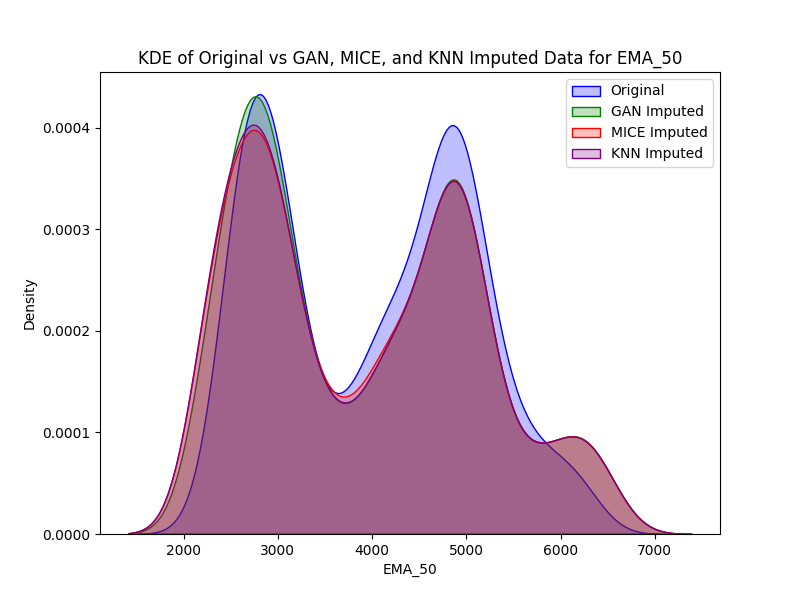 KDE of Original vs GAN, MICE, and KNN Imputed Data for EMA_50
Original
GAN Imputed
MICE Imputed
KNN Imputed
Density
0.0004
0.0003
0.0002
0.0001
0.0000
2000 3000 4000 5000 6000 7000
EMA_50